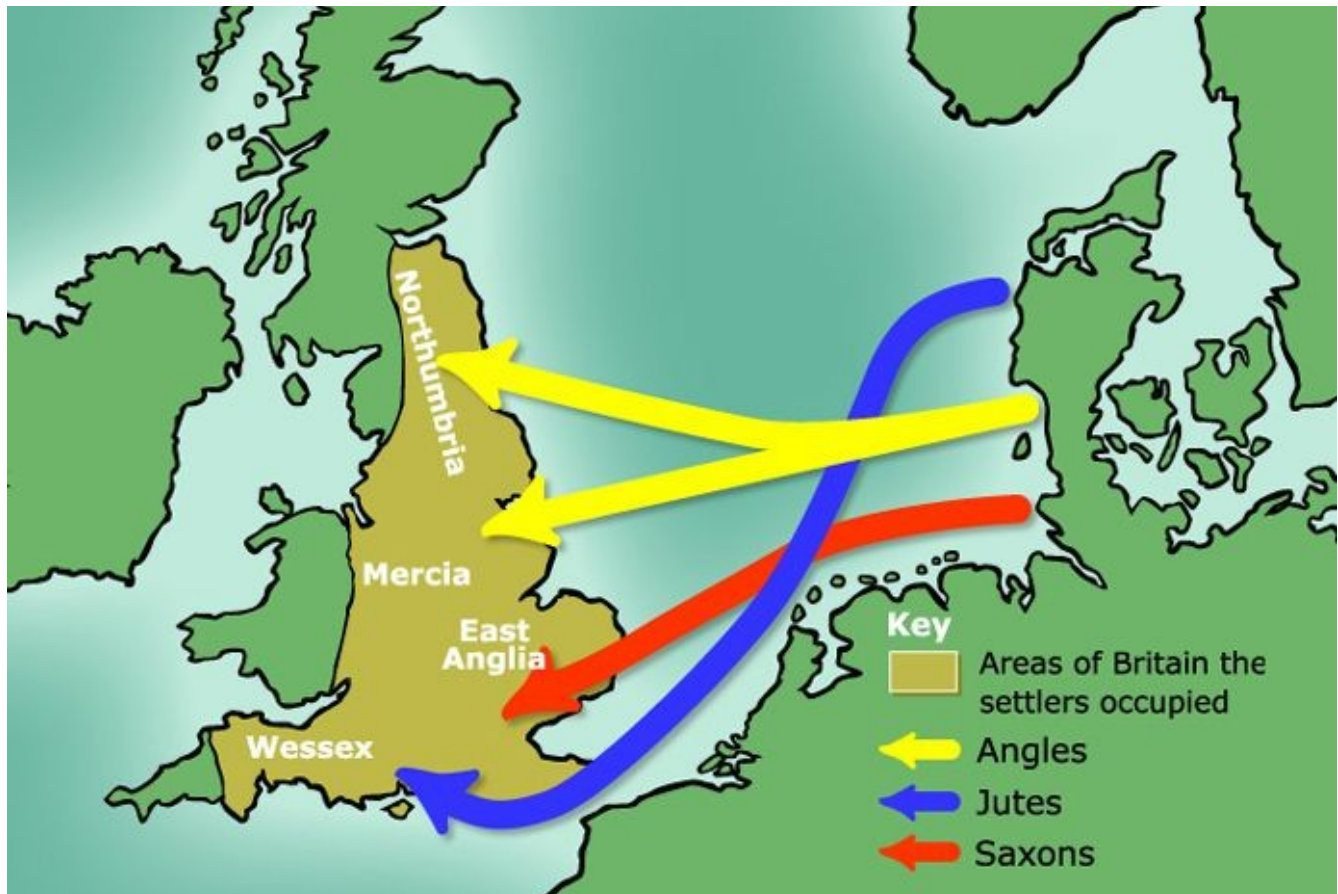 Northumbria
Mercia
East
Anglia
Wessex
Key
Areas of Britain the
settlers occupied
Angles
Jutes
Saxons